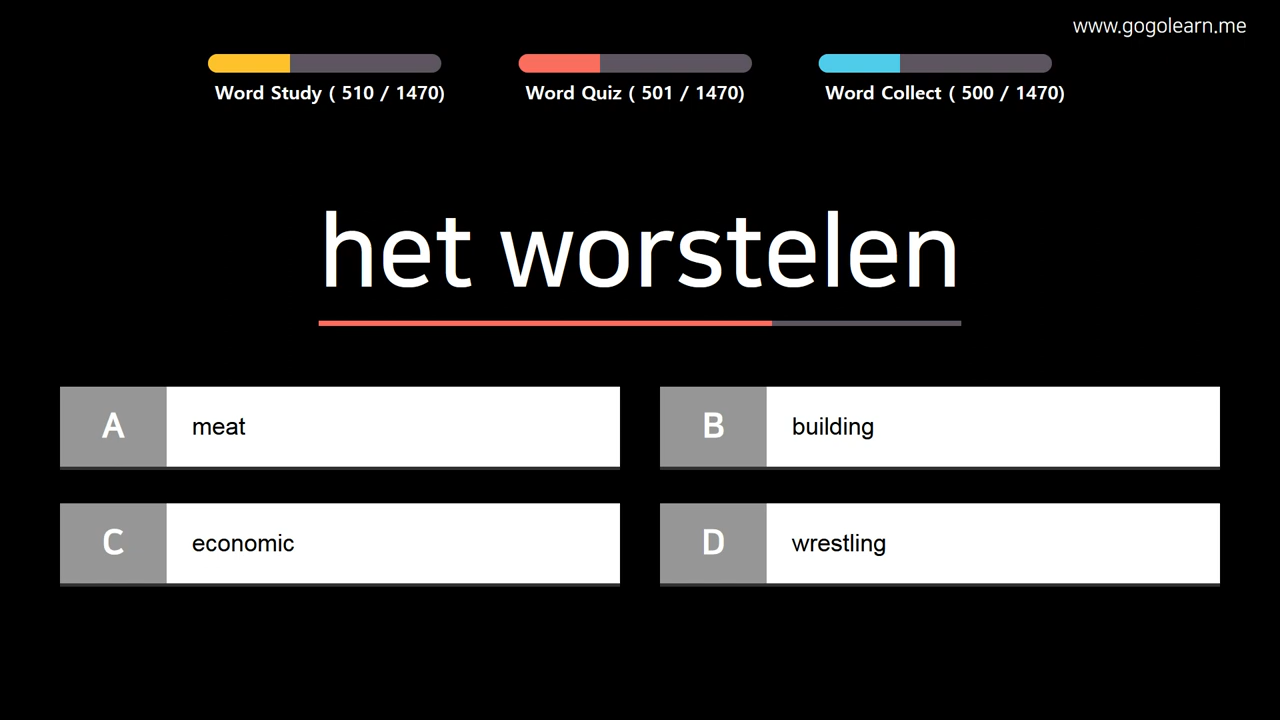 www.gogolearn.me
Word Study ( 510 / 1470)
Word Quiz ( 501 / 1470)
Word Collect ( 500 / 1470)
het worstelen
A
meat
B
building
C
economic
D
wrestling